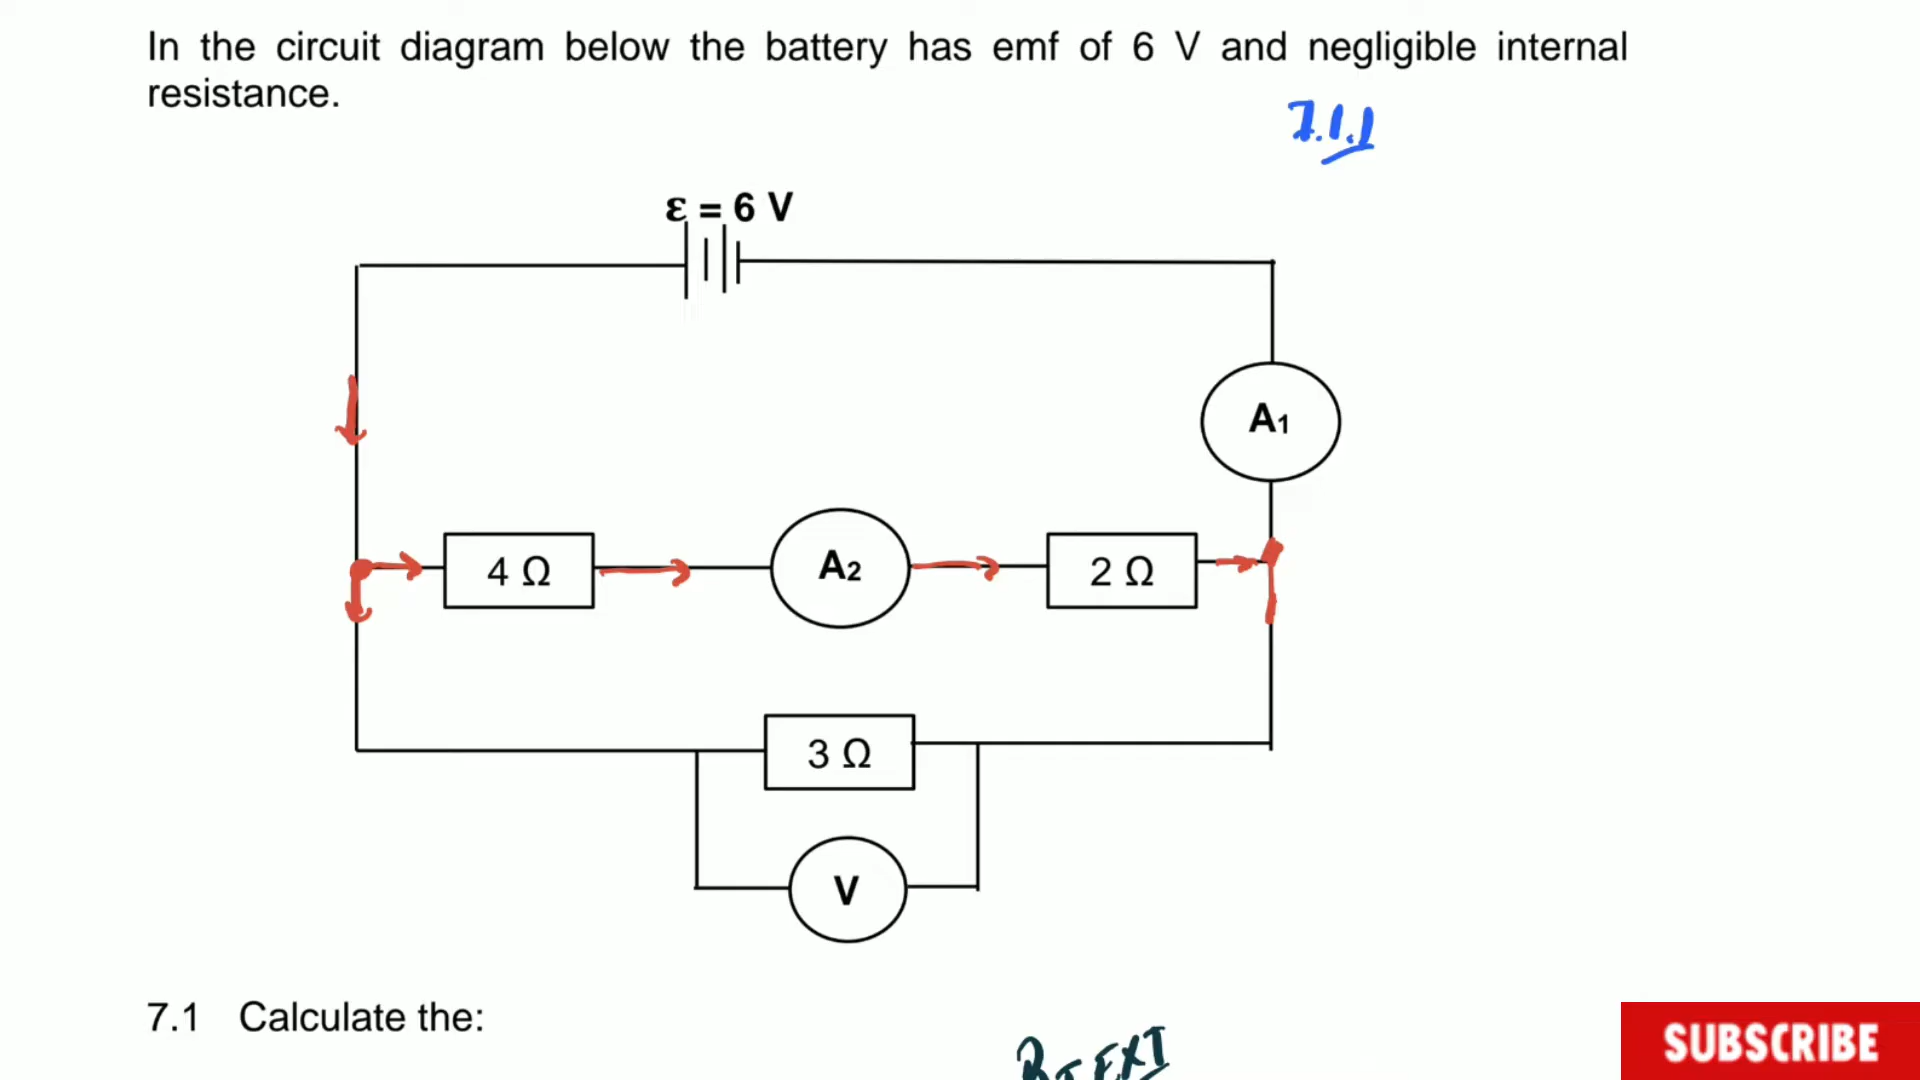 In the circuit diagram below the battery has emf of 6 V and negligible internal
resistance.
7.1.1
ε = 6 V
A1
4 Ω
A2
2 Ω
3 Ω
V
7.1 Calculate the:
SUBSCRIBE